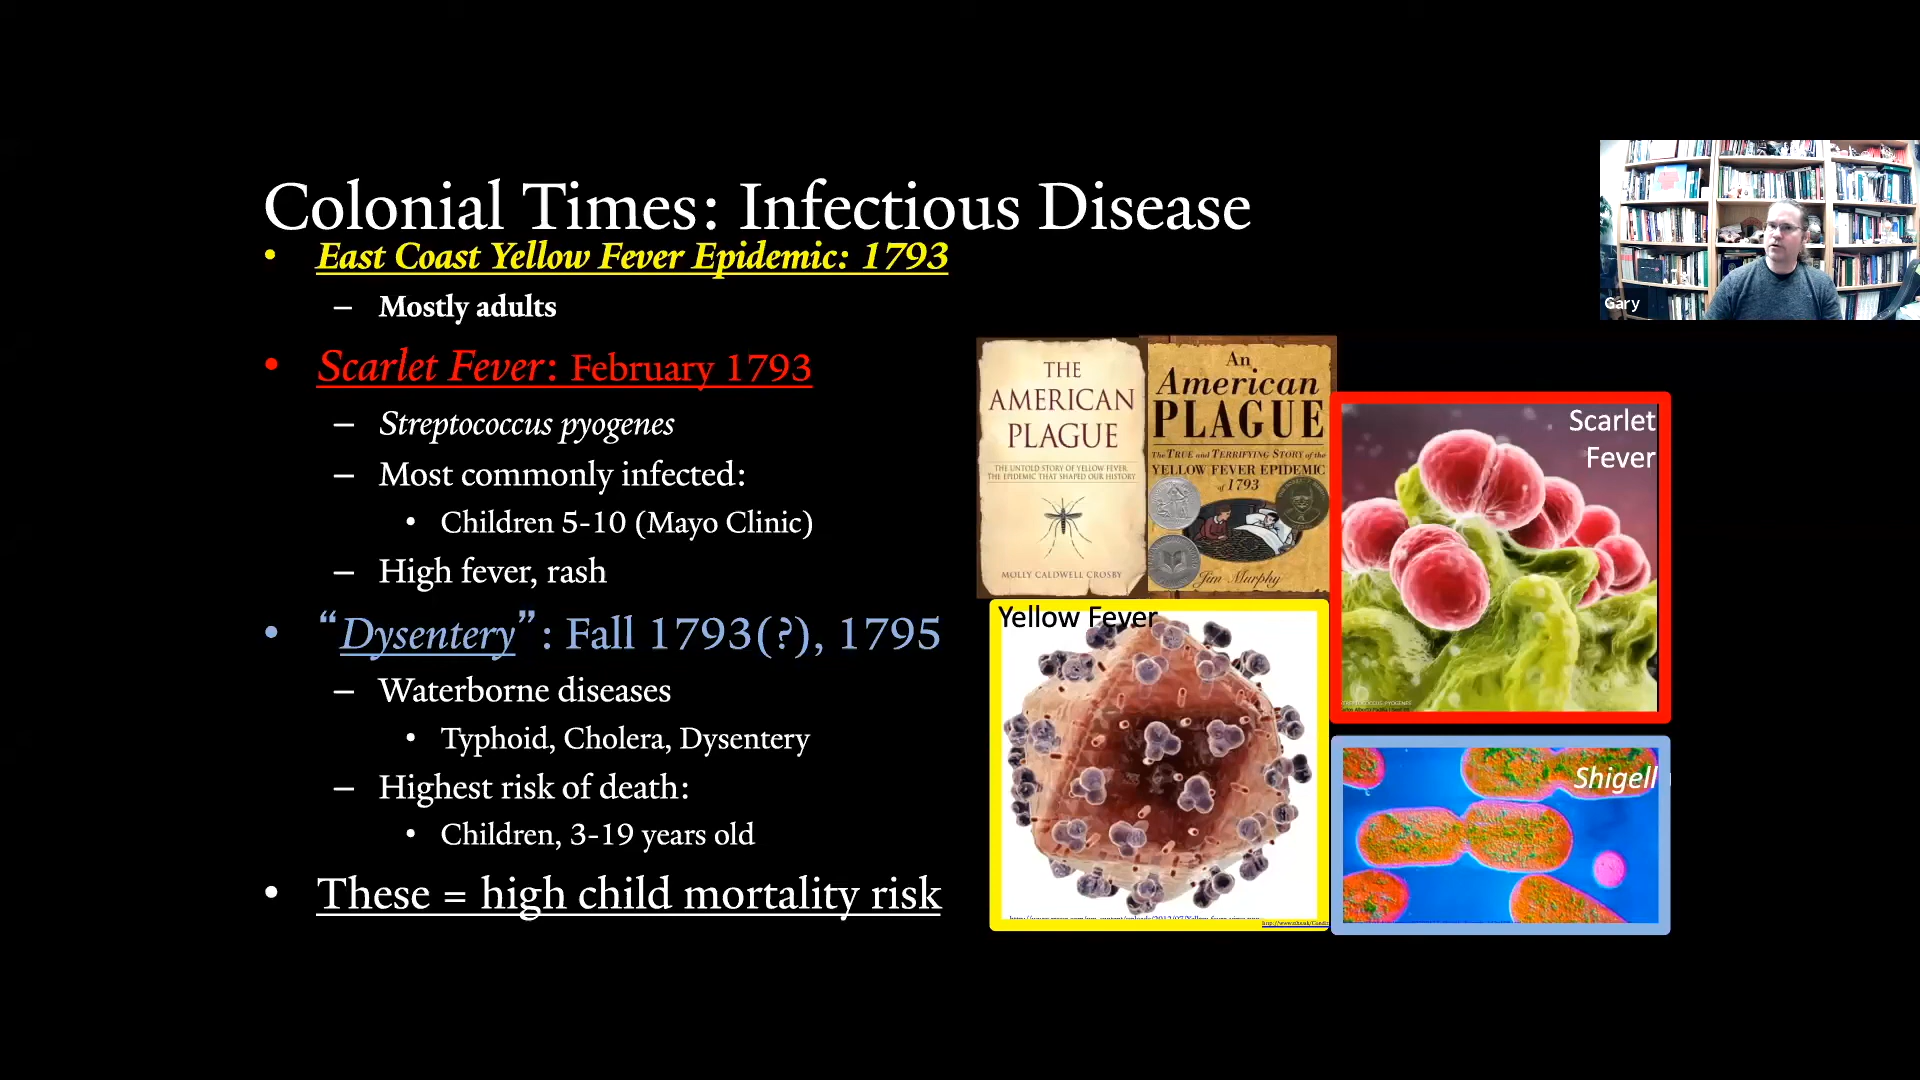 Colonial Times: Infectious Disease
• East Coast Yellow Fever Epidemic: 1793
– Mostly adults
• Scarlet Fever: February 1793
– Streptococcus pyogenes
– Most commonly infected:
• Children 5-10 (Mayo Clinic)
– High fever, rash
• “Dysentery”: Fall 1793(?), 1795
– Waterborne diseases
• Typhoid, Cholera, Dysentery
– Highest risk of death:
• Children, 3-19 years old
• These = high child mortality risk
THE
AMERICAN
PLAGUE
THE UNTOLD STORY OF YELLOW FEVER,
THE EPIDEMIC THAT SHAPED OUR HISTORY
MOLLY CALDWELL CROSBY
An
American
PLAGUE
The TRUE and TERRIFYING STORY of the
YELLOW FEVER EPIDEMIC
of 1793
Jim Murphy
Scarlet
Fever
STREPTOCOCCUS PYOGENES
Yellow Fever
Shigell
Gary